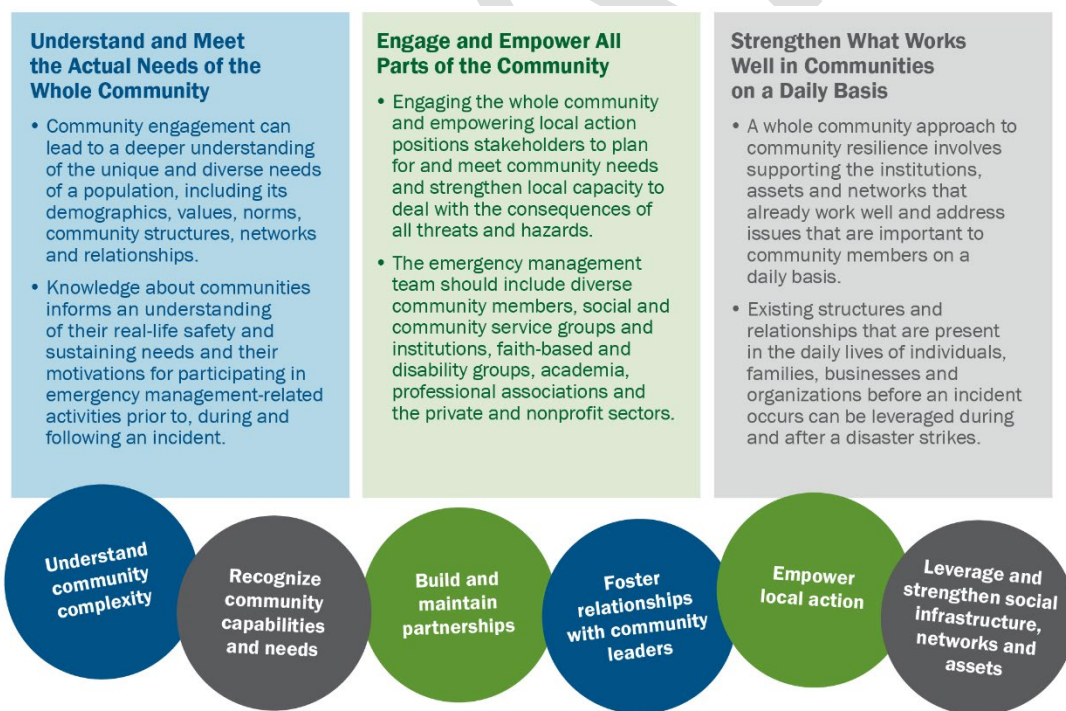 Understand and Meet
the Actual Needs of the
Whole Community
• Community engagement can
lead to a deeper understanding
of the unique and diverse needs
of a population, including its
demographics, values, norms,
community structures, networks
and relationships.
• Knowledge about communities
informs an understanding
of their real-life safety and
sustaining needs and their
motivations for participating in
emergency management-related
activities prior to, during and
following an incident.
Engage and Empower All
Parts of the Community
• Engaging the whole community
and empowering local action
positions stakeholders to plan
for and meet community needs
and strengthen local capacity to
deal with the consequences of
all threats and hazards.
• The emergency management
team should include diverse
community members, social and
community service groups and
institutions, faith-based and
disability groups, academia,
professional associations and
the private and nonprofit sectors.
Strengthen What Works
Well in Communities
on a Daily Basis
• A whole community approach to
community resilience involves
supporting the institutions,
assets and networks that
already work well and address
issues that are important to
community members on a
daily basis.
• Existing structures and
relationships that are present
in the daily lives of individuals,
families, businesses and
organizations before an incident
occurs can be leveraged during
and after a disaster strikes.
Understand
community
complexity
Recognize
community
capabilities
and needs
Build and
maintain
partnerships
Foster
relationships
with community
leaders
Empower
local action
Leverage and
strengthen social
infrastructure,
networks and
assets